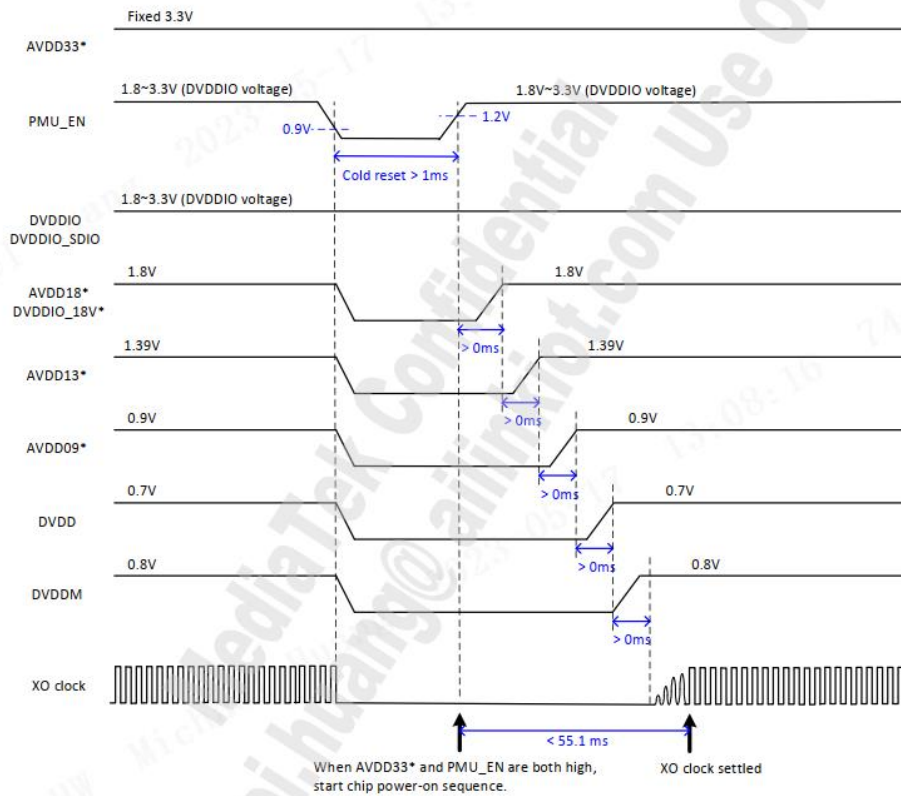 Fixed 3.3V
AVDD33*
1.8~3.3V (DVDDIO voltage)
1.8V~3.3V (DVDDIO voltage)
PMU_EN
0.9V
1.2V
Cold reset > 1ms
1.8~3.3V (DVDDIO voltage)
DVDDIO
DVDDIO_SDIO
1.8V
1.8V
AVDD18*
DVDDIO_18V*
> 0ms
1.39V
1.39V
AVDD13*
> 0ms
0.9V
0.9V
AVDD09*
> 0ms
0.7V
0.7V
DVDD
> 0ms
0.8V
0.8V
DVDDM
> 0ms
XO clock
< 55.1 ms
When AVDD33* and PMU_EN are both high,
start chip power-on sequence.
XO clock settled
MediaTek Confidential